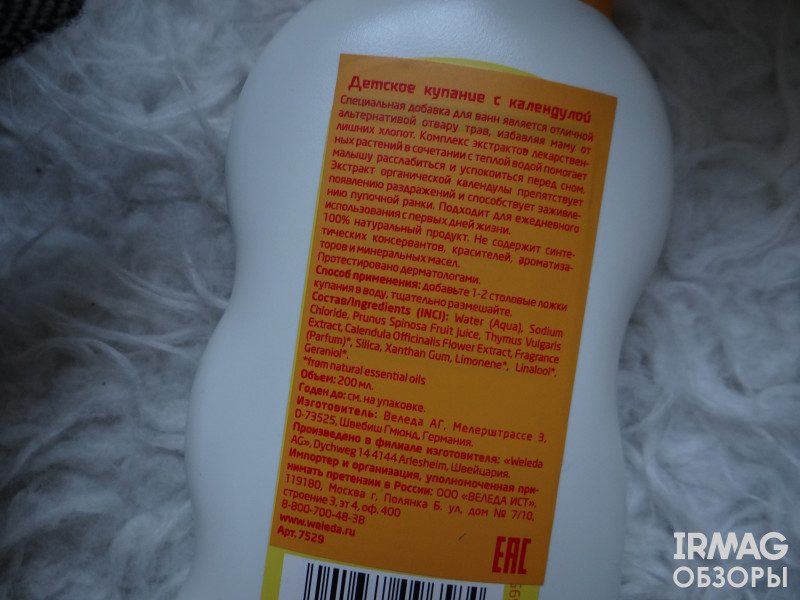 Детское купание с календулой
Специальная добавка для ванн является отличной
альтернативой отвару трав, избавляя маму от
лишних хлопот. Комплекс экстрактов лекарствен-
ных растений в сочетании с теплой водой помогает
малышу расслабиться и успокоиться перед сном.
Экстракт органической календулы препятствует
появлению раздражений и способствует заживле-
нию пупочной ранки. Подходит для ежедневного
использования с первых дней жизни.
100% натуральный продукт. Не содержит синте-
тических консервантов, красителей, ароматиза-
торов и минеральных масел.
Протестировано дерматологами.
Способ применения: добавьте 1-2 столовые ложки
купания в воду, тщательно размешайте.
Состав/Ingredients (INCI): Water (Aqua), Sodium
Chloride, Prunus Spinosa Fruit Juice, Thymus Vulgaris
Extract, Calendula Officinalis Flower Extract, Fragrance
(Parfum)*, Silica, Xanthan Gum, Limonene*, Linalool*,
Geraniol*.
*from natural essential oils
Объем: 200 мл.
Годен до: см. на упаковке.
Изготовитель: Веледа АГ, Мелерштрассе 3,
D-73525, Швебиш Гмюнд, Германия.
Произведено в филиале изготовителя: «Weleda
AG», Dychweg 14 4144 Arlesheim, Швейцария.
Импортер и организация, уполномоченная при-
нимать претензии в России: ООО «ВЕЛЕДА ИСТ»,
119180, Москва г, Полянка Б. ул, дом № 7/10,
строение 3, эт 4, оф. 400
8-800-700-48-38
www.weleda.ru
Арт. 7529
EAC
IRMAG
ОБЗОРЫ